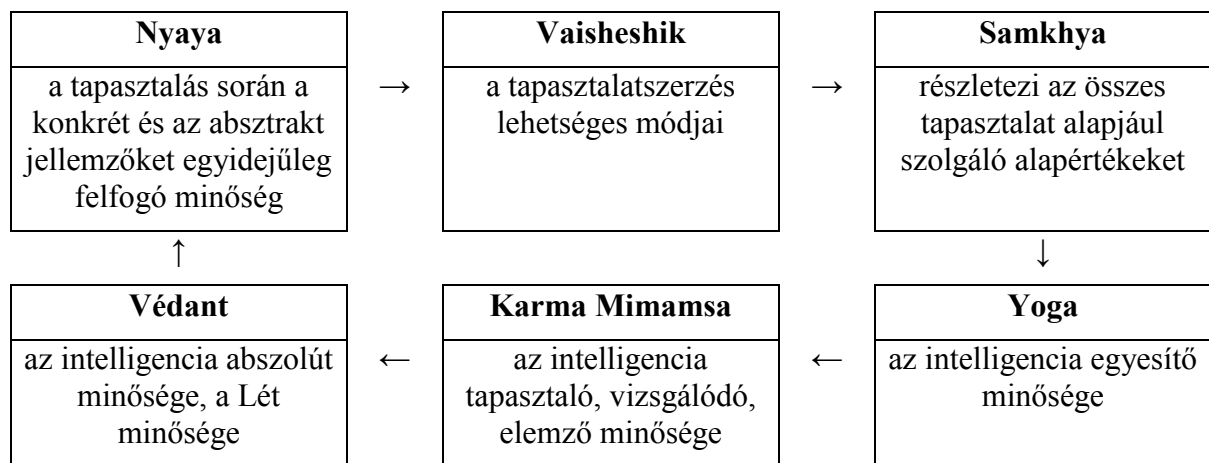 Nyaya
a tapasztalás során a
konkrét és az absztrakt
jellemzőket egyidejűleg
felfogó minőség
→
Vaisheshik
a tapasztalatszerzés
lehetséges módjai
→
Samkhya
részletezi az összes
tapasztalat alapjául
szolgáló alapértékeket
↑
↓
Védant
az intelligencia abszolút
minősége, a Lét
minősége
←
Karma Mimamsa
az intelligencia
tapasztaló, vizsgálódó,
elemző minősége
←
Yoga
az intelligencia egyesítő
minősége